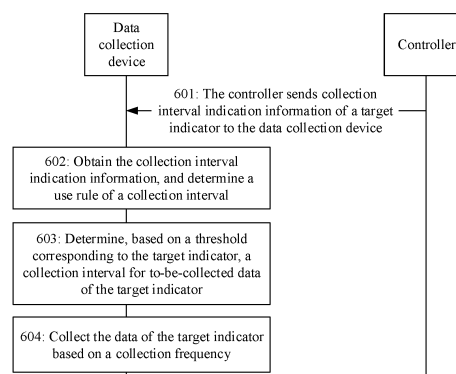 Data
collection
device
Controller
601: The controller sends collection
interval indication information of a target
indicator to the data collection device
602: Obtain the collection interval
indication information, and determine a
use rule of a collection interval
603: Determine, based on a threshold
corresponding to the target indicator, a
collection interval for to-be-collected data
of the target indicator
604: Collect the data of the target indicator
based on a collection frequency